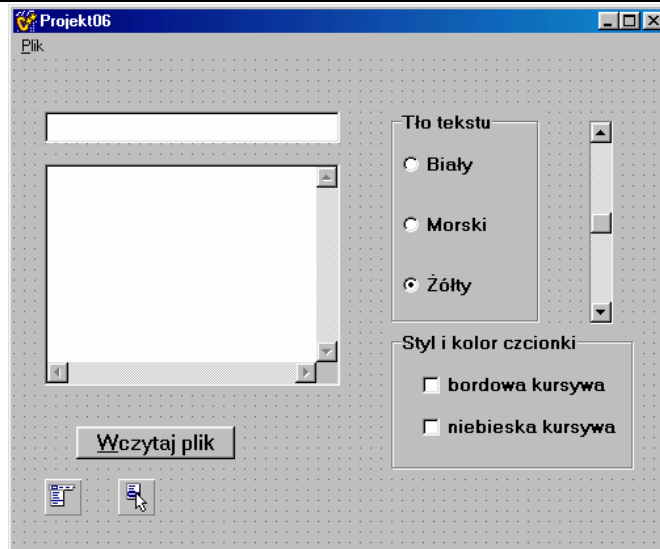 Projekt06
Plik
Tło tekstu
Biały
Morski
Żółty
Styl i kolor czcionki
bordowa kursywa
niebieska kursywa
Wczytaj plik